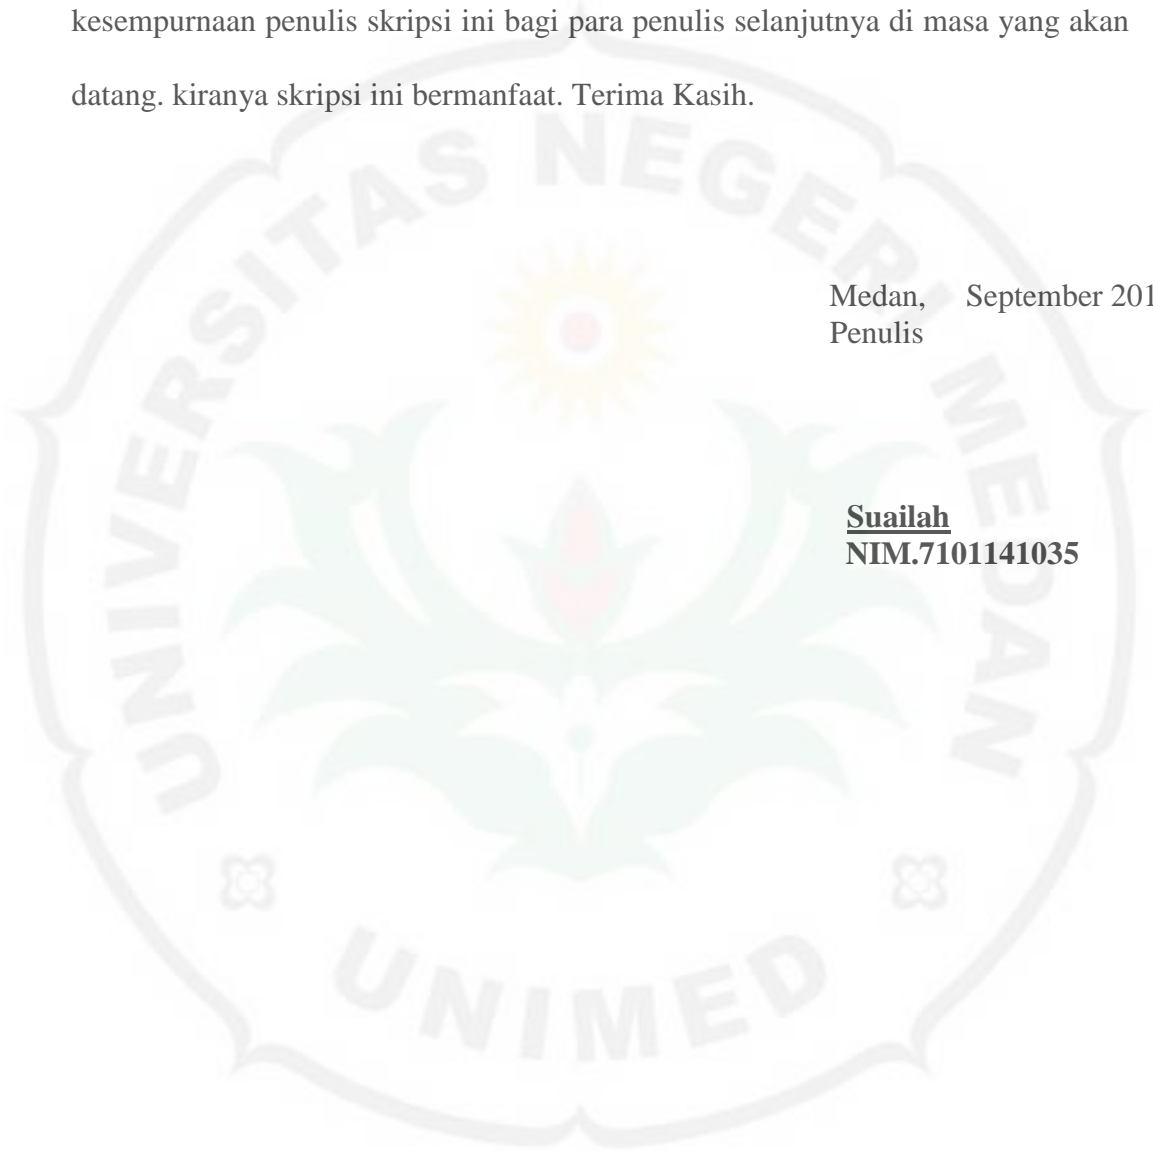 kesempurnaan penulis skripsi ini bagi para penulis selanjutnya di masa yang akan
datang. kiranya skripsi ini bermanfaat. Terima Kasih.
UNIVERSITAS NEGERI MEDAN
Medan, September 201
Penulis
Suailah
NIM.7101141035
UNIMED